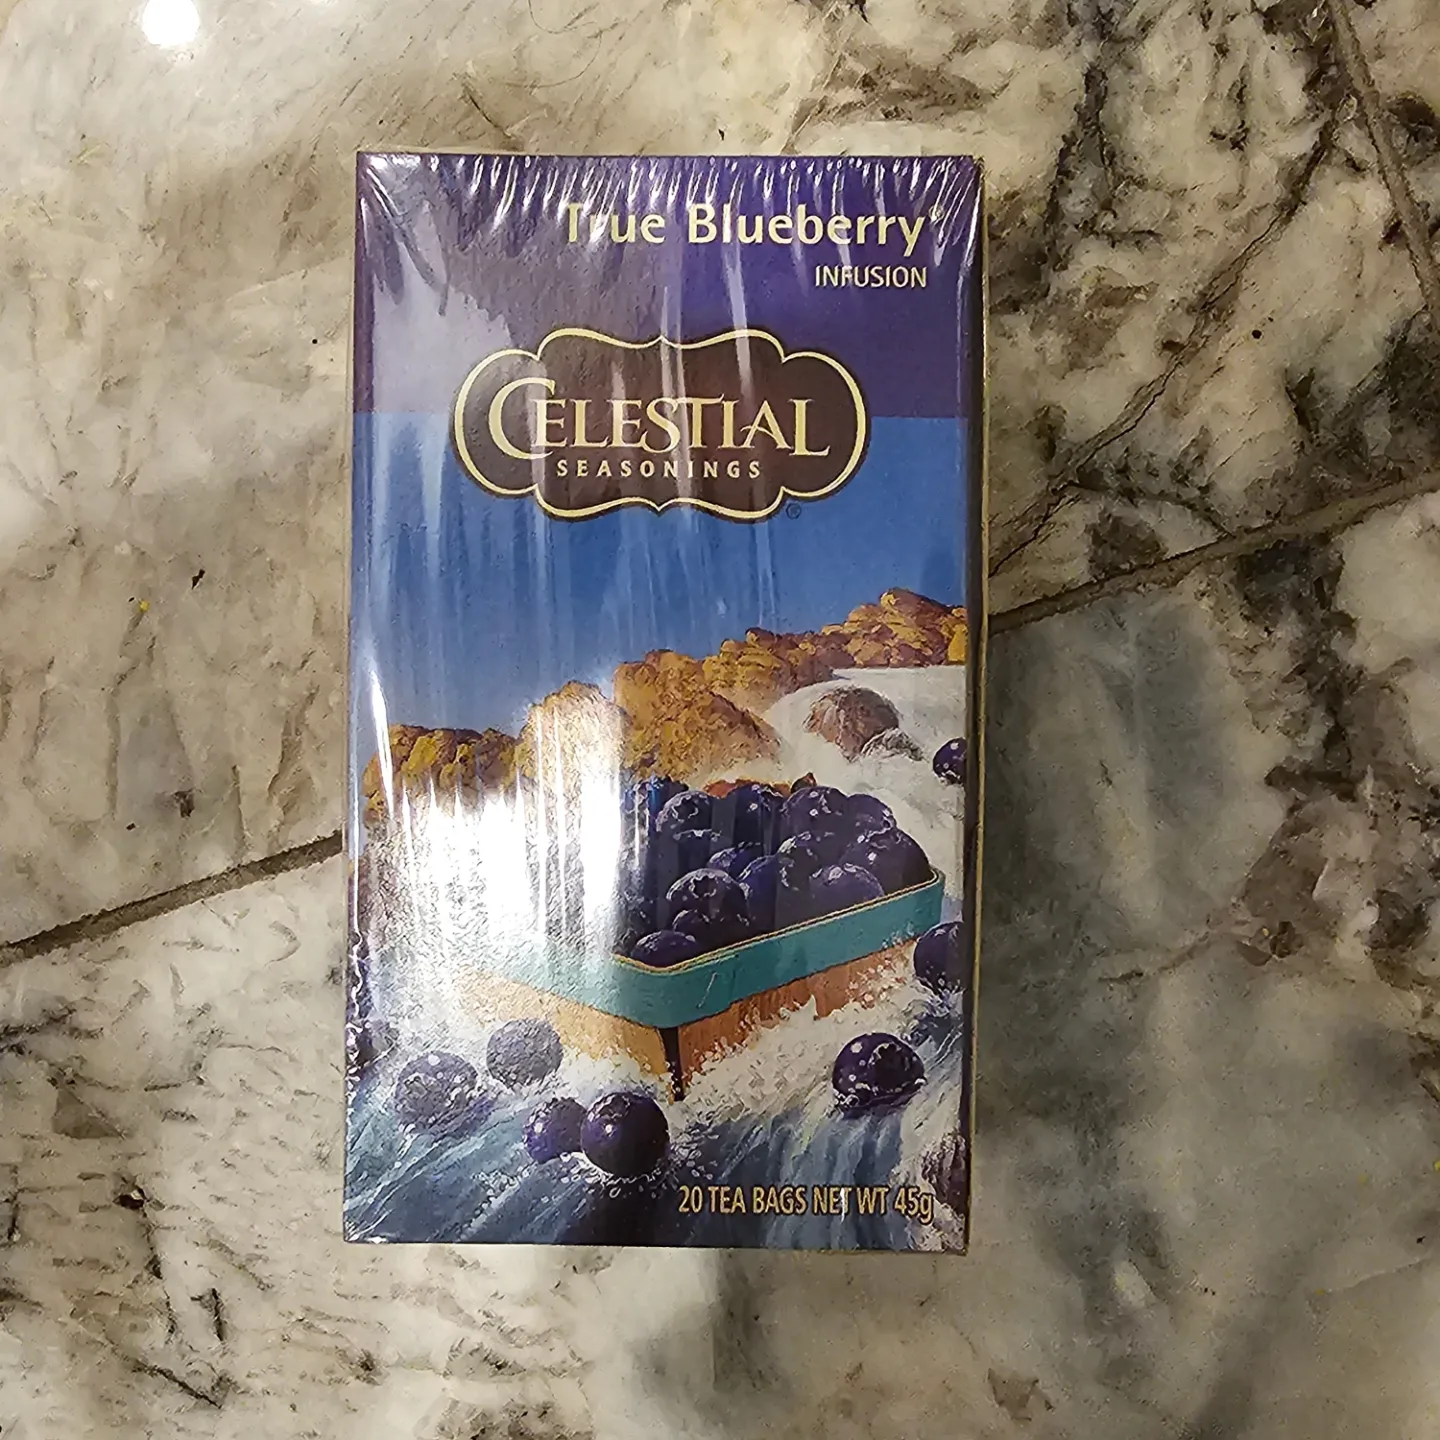 True Blueberry®
INFUSION
CELESTIAL
SEASONINGS
®
20 TEA BAGS NET WT 45g